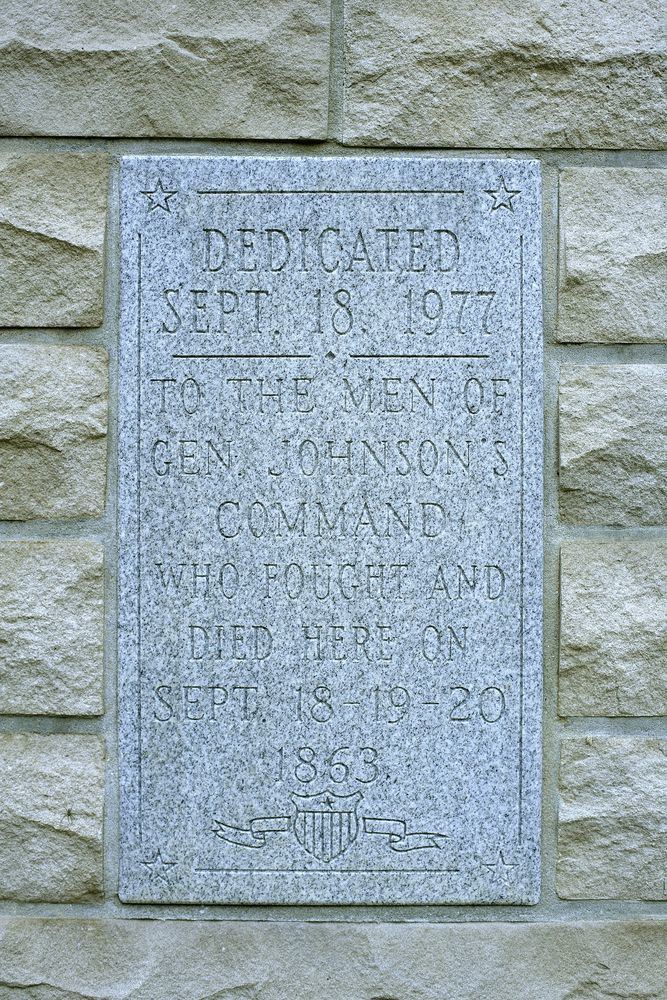 DEDICATED
SEPT. 18, 1977
TO THE MEN OF
GEN. JOHNSON'S
COMMAND
WHO FOUGHT AND
DIED HERE ON
SEPT. 18-19-20
1863